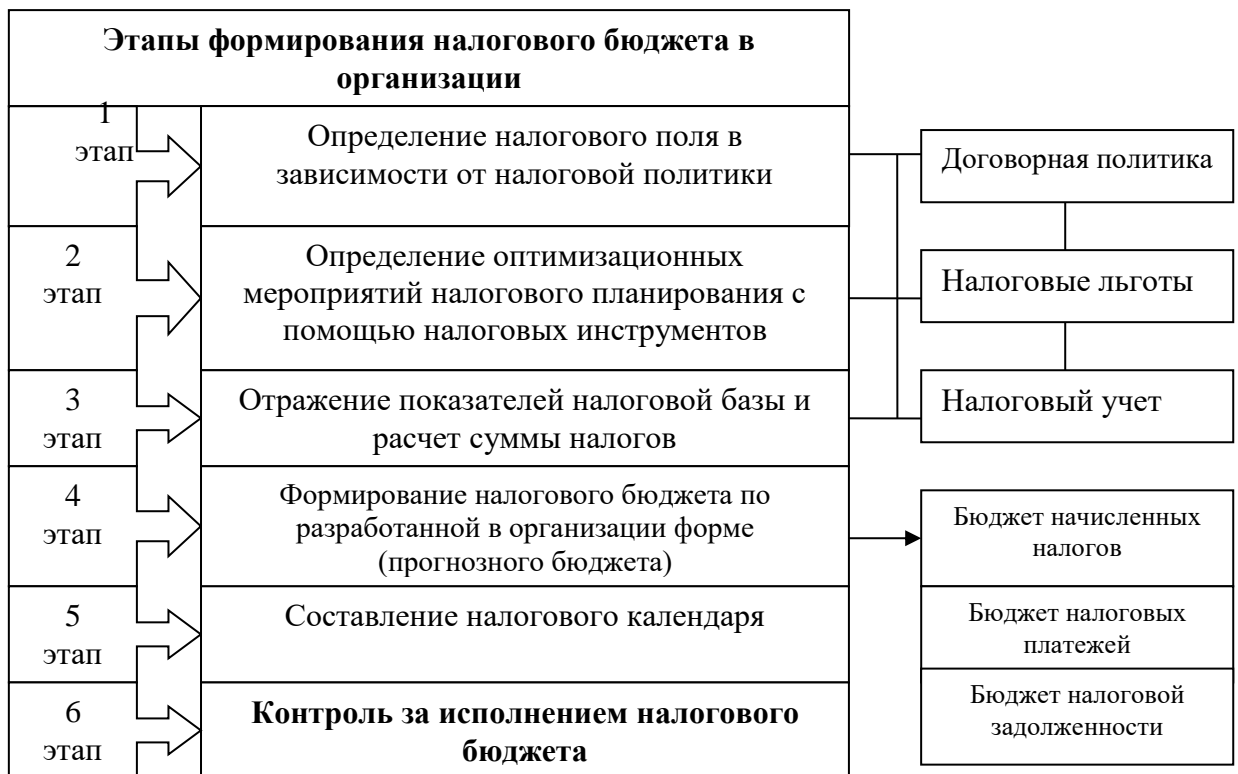 Этапы формирования налогового бюджета в
организации
1
этап
Определение налогового поля в
зависимости от налоговой политики
Договорная политика
2
этап
Определение оптимизационных
мероприятий налогового планирования с
помощью налоговых инструментов
Налоговые льготы
3
этап
Отражение показателей налоговой базы и
расчет суммы налогов
Налоговый учет
4
этап
Формирование налогового бюджета по
разработанной в организации форме
(прогнозного бюджета)
Бюджет начисленных
налогов
5
этап
Составление налогового календаря
Бюджет налоговых
платежей
6
этап
Контроль за исполнением налогового
бюджета
Бюджет налоговой
задолженности